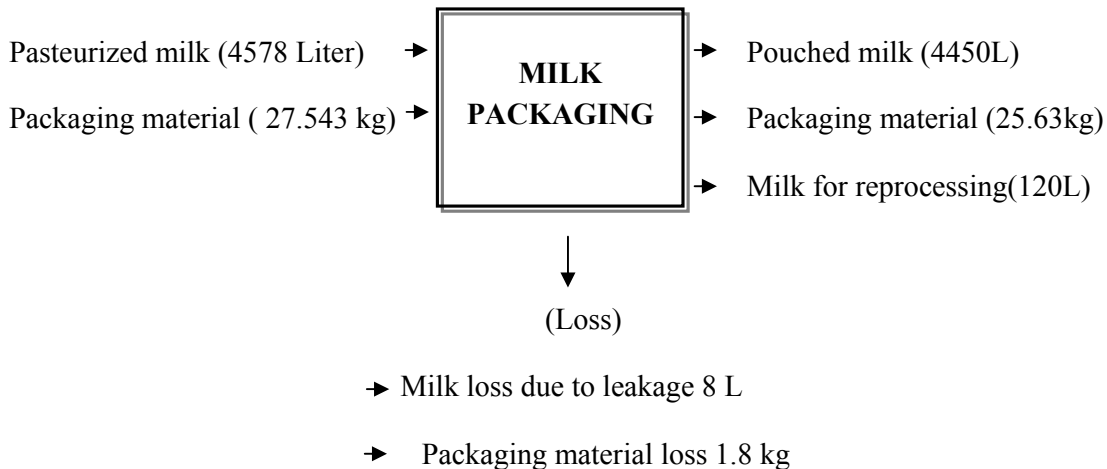 Pasteurized milk (4578 Liter)
Packaging material ( 27.543 kg)
MILK
PACKAGING
Pouched milk (4450L)
Packaging material (25.63kg)
Milk for reprocessing(120L)
(Loss)
Milk loss due to leakage 8 L
Packaging material loss 1.8 kg